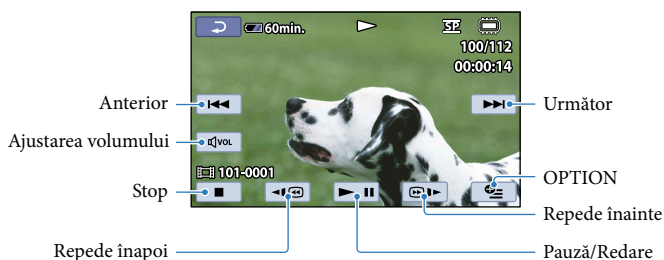 60min.
SP
100/112
00:00:14
Anterior
Următor
Ajustarea volumului
VOL
101-0001
Stop
OPTION
Repede înainte
Repede înapoi
Pauză/Redare